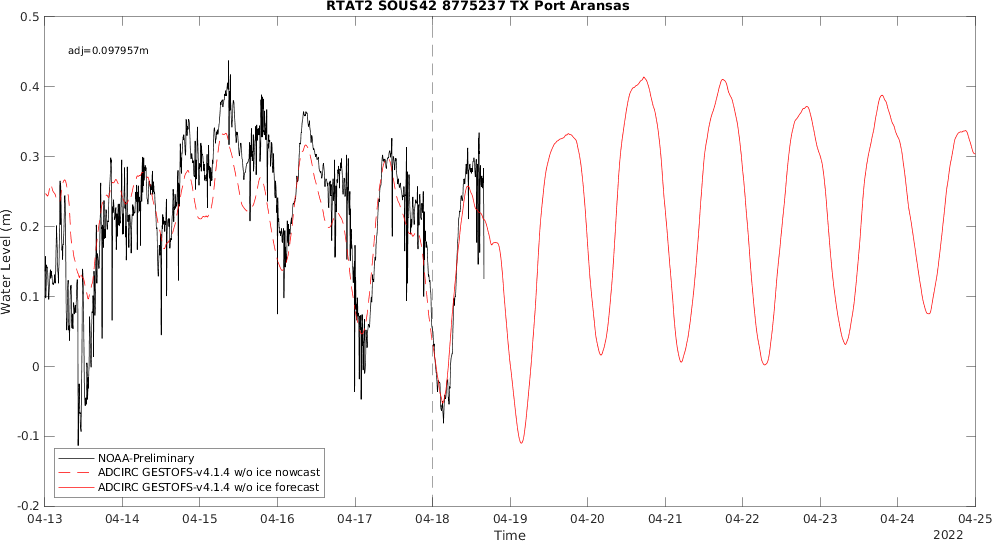 RTAT2 SOUS42 8775237 TX Port Aransas
0.5
adj=0.097957m
0.4
0.3
0.2
0.1
0
-0.1
-0.2
Water Level (m)
NOAA-Preliminary
ADCIRC GESTOFS-v4.1.4 w/o ice nowcast
ADCIRC GESTOFS-v4.1.4 w/o ice forecast
04-13 04-14 04-15 04-16 04-17 04-18 04-19 04-20 04-21 04-22 04-23 04-24 04-25
Time
2022